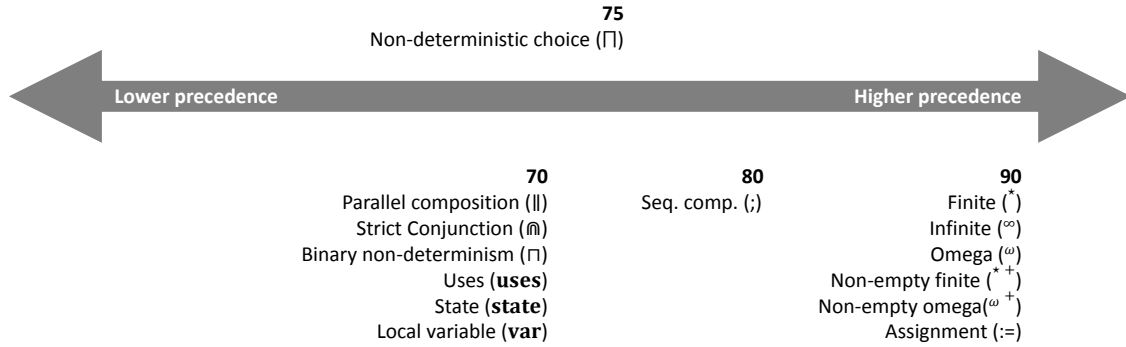 75
Non-deterministic choice (∏)
Lower precedence
Higher precedence
70
Parallel composition (∥)
Strict Conjunction (⋒)
Binary non-determinism (⊓)
Uses (uses)
State (state)
Local variable (var)
80
Seq. comp. (;)
90
Finite (⋆)
Infinite (∞)
Omega (ω)
Non-empty finite (⋆ +)
Non-empty omega(ω +)
Assignment (:=)